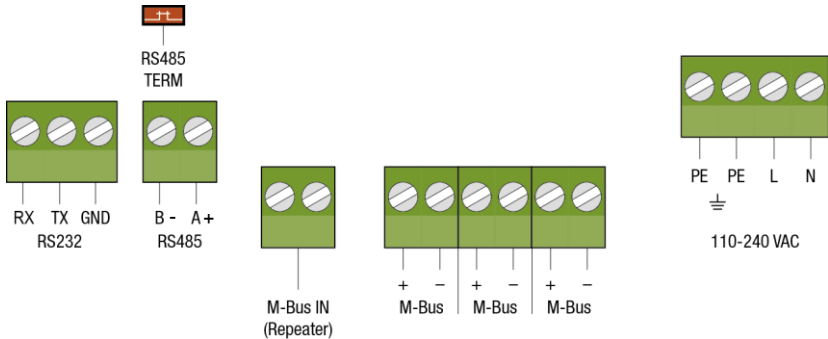 RS485
TERM
RX TX GND
RS232
B - A +
RS485
M-Bus IN
(Repeater)
+ − + − + −
M-Bus M-Bus M-Bus
PE PE L N
110-240 VAC